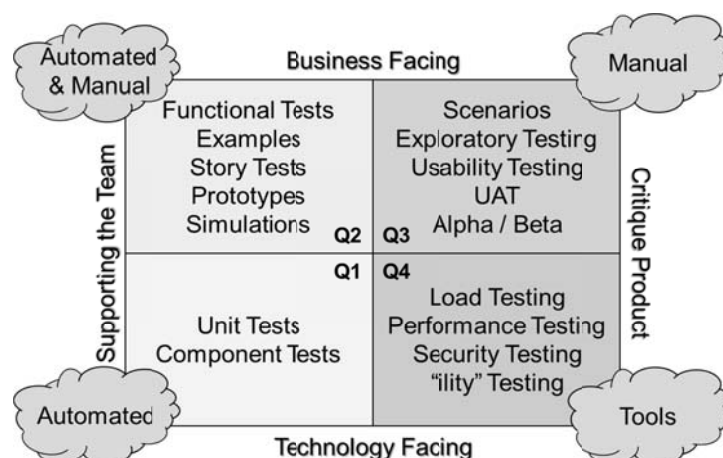 Automated
& Manual
Business Facing
Manual
Functional Tests
Examples
Story Tests
Prototypes
Simulations
Q2
Scenarios
Exploratory Testing
Usability Testing
UAT
Alpha / Beta
Q3
Supporting the Team
Critique Product
Q1
Unit Tests
Component Tests
Q4
Load Testing
Performance Testing
Security Testing
“ility” Testing
Automated
Technology Facing
Tools